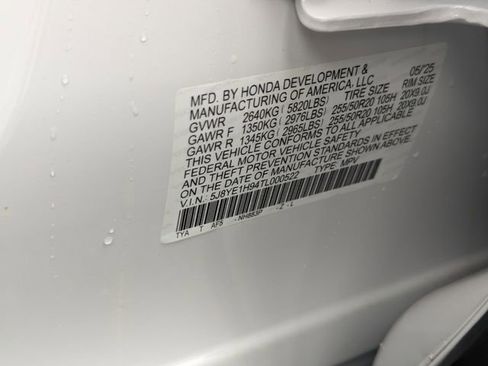 MFD. BY HONDA DEVELOPMENT & 05/25
MANUFACTURING OF AMERICA, LLC
GVWR 2640KG ( 5820LBS) TIRE SIZE RIM SIZE
GAWR F 1350KG ( 2976LBS) 255/50R20 105H 20X9.0J
GAWR R 1345KG ( 2965LBS) 255/50R20 105H 20X9.0J
THIS VEHICLE CONFORMS TO ALL APPLICABLE
FEDERAL MOTOR VEHICLE SAFETY STANDARDS IN EFFECT
AND THEFT PREVENTION STANDARDS IN EFFECT
ON THE DATE OF MANUFACTURE SHOWN ABOVE.
V.I.N.: 5J8YE1H94TL000522 TYPE: MPV
TYA T AF5 - NH883P - 2 - L